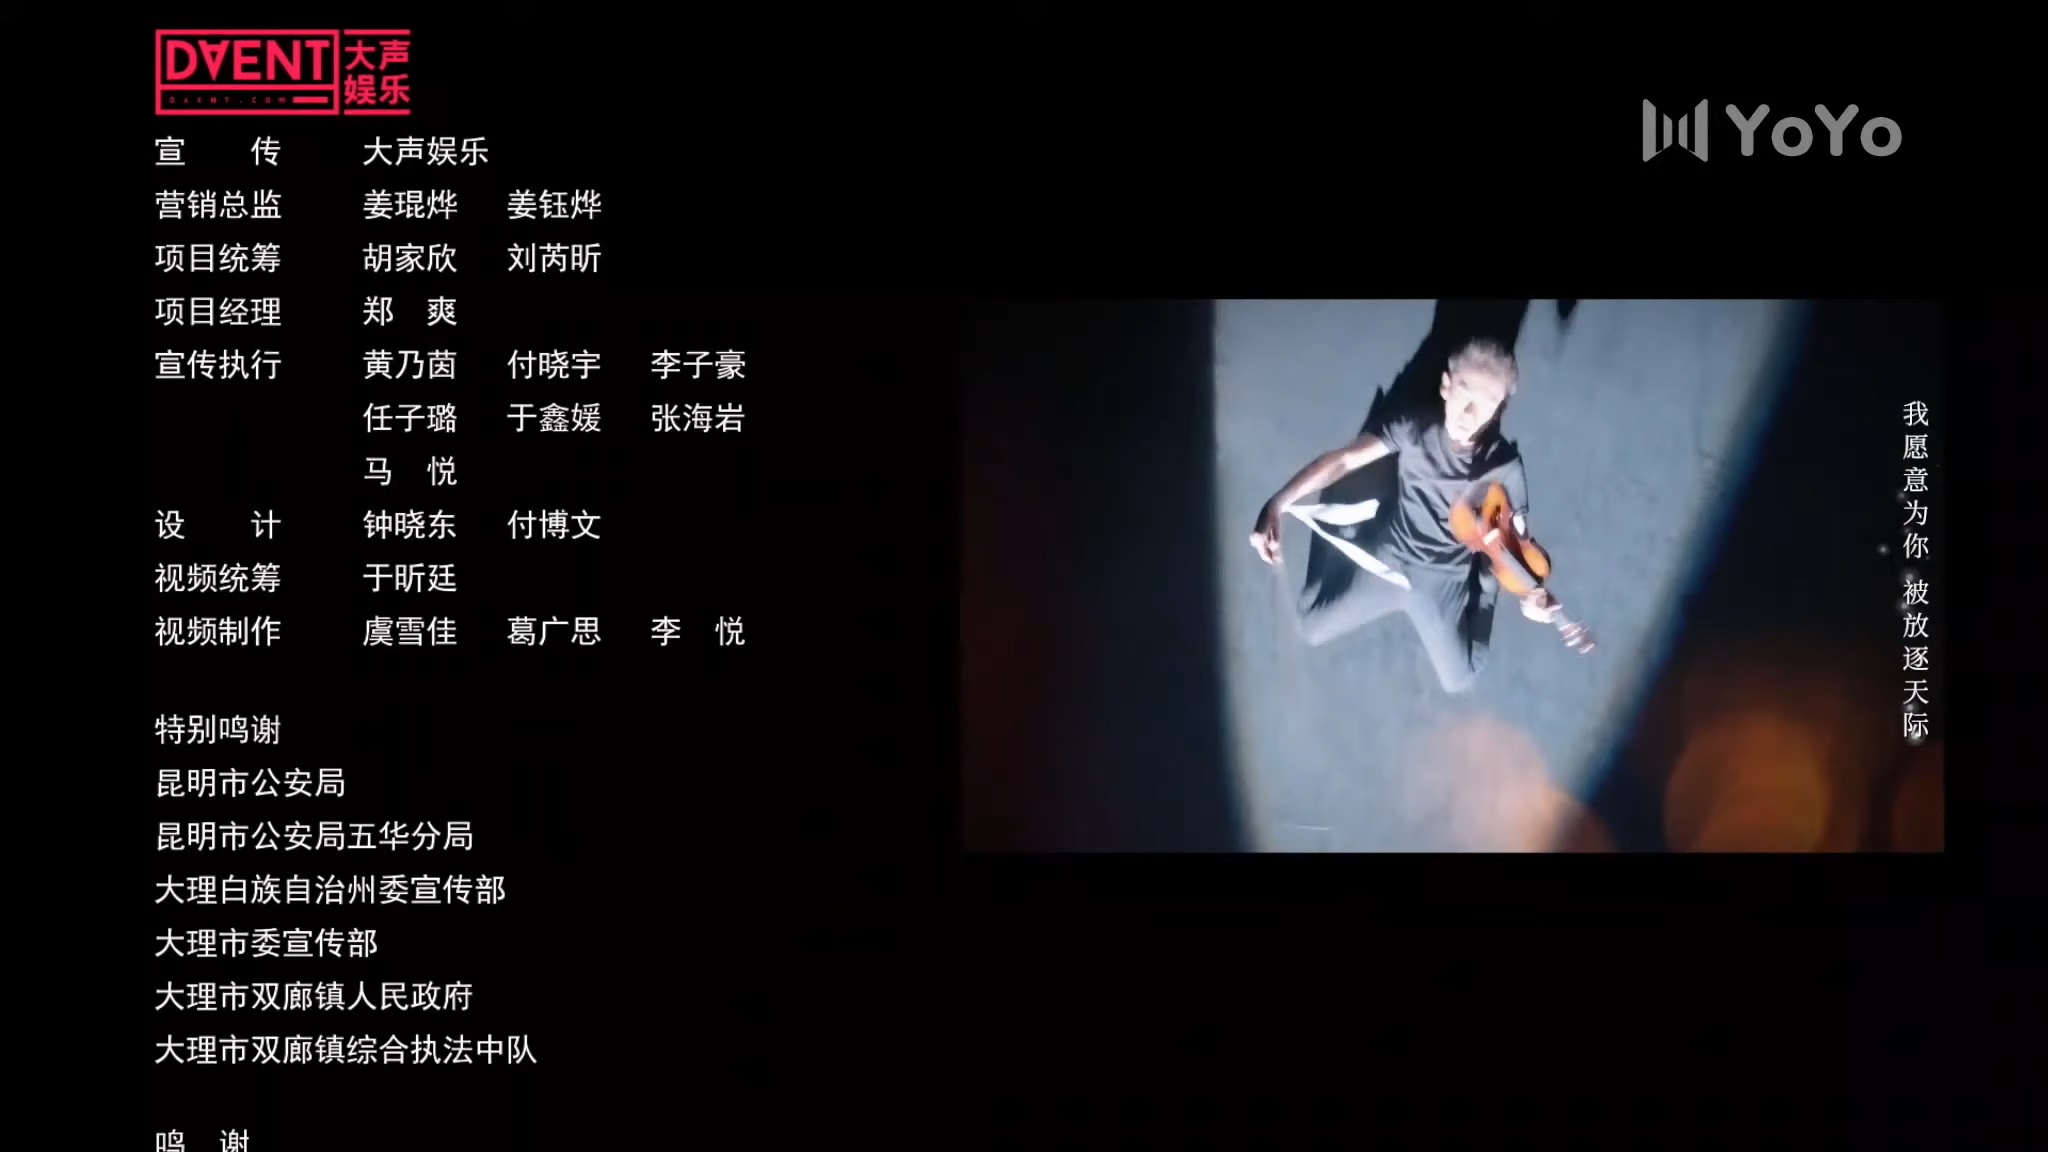 DAENT 大声娱乐
DAENT.COM
YoYo
宣 传 大声娱乐
营销总监 姜琨烨 姜钰烨
项目统筹 胡家欣 刘芮昕
项目经理 郑 爽
宣传执行 黄乃茵 付晓宇 李子豪
任子璐 于鑫媛 张海岩
马 悦
设 计 钟晓东 付博文
视频统筹 于昕廷
视频制作 虞雪佳 葛广思 李 悦
特别鸣谢
昆明市公安局
昆明市公安局五华分局
大理白族自治州委宣传部
大理市委宣传部
大理市双廊镇人民政府
大理市双廊镇综合执法中队
鸣 谢
我愿意为你 被放逐天际